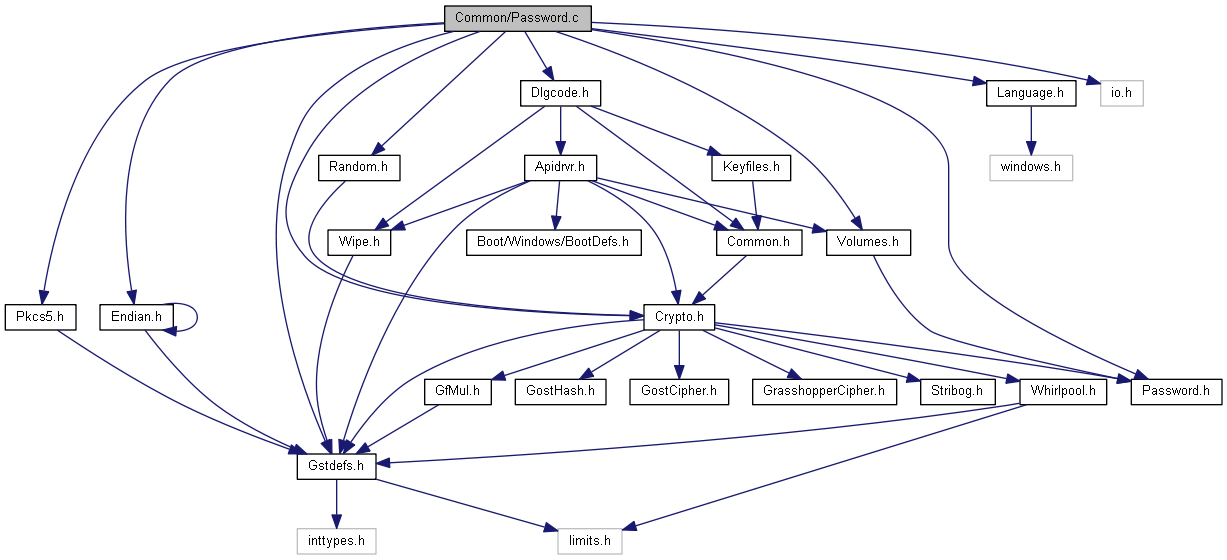 Common/Password.c
Dlgcode.h
Language.h
io.h
Random.h
Apidrvr.h
Keyfiles.h
windows.h
Wipe.h
Boot/Windows/BootDefs.h
Common.h
Volumes.h
Pkcs5.h
Endian.h
Crypto.h
GfMul.h
GostHash.h
GostCipher.h
GrasshopperCipher.h
Stribog.h
Whirlpool.h
Password.h
Gstdefs.h
inttypes.h
limits.h